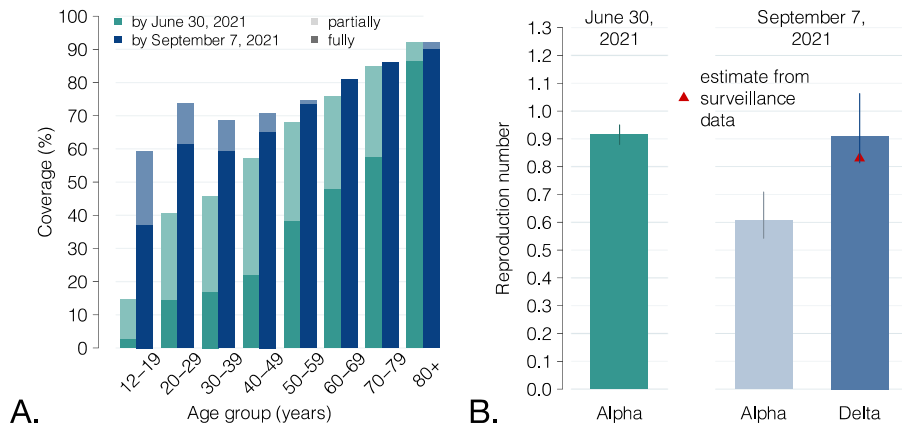 by June 30, 2021
by September 7, 2021
partially
fully
100
90
80
70
60
50
40
30
20
10
0
Coverage (%)
12–19
20–29
30–39
40–49
50–59
60–69
70–79
80+
Age group (years)
A.
June 30,
2021
September 7,
2021
estimate from
surveillance
data
1.3
1.2
1.1
1.0
0.9
0.8
0.7
0.6
0.5
0.4
0.3
0.2
0.1
0.0
Reproduction number
Alpha
Alpha
Delta
B.